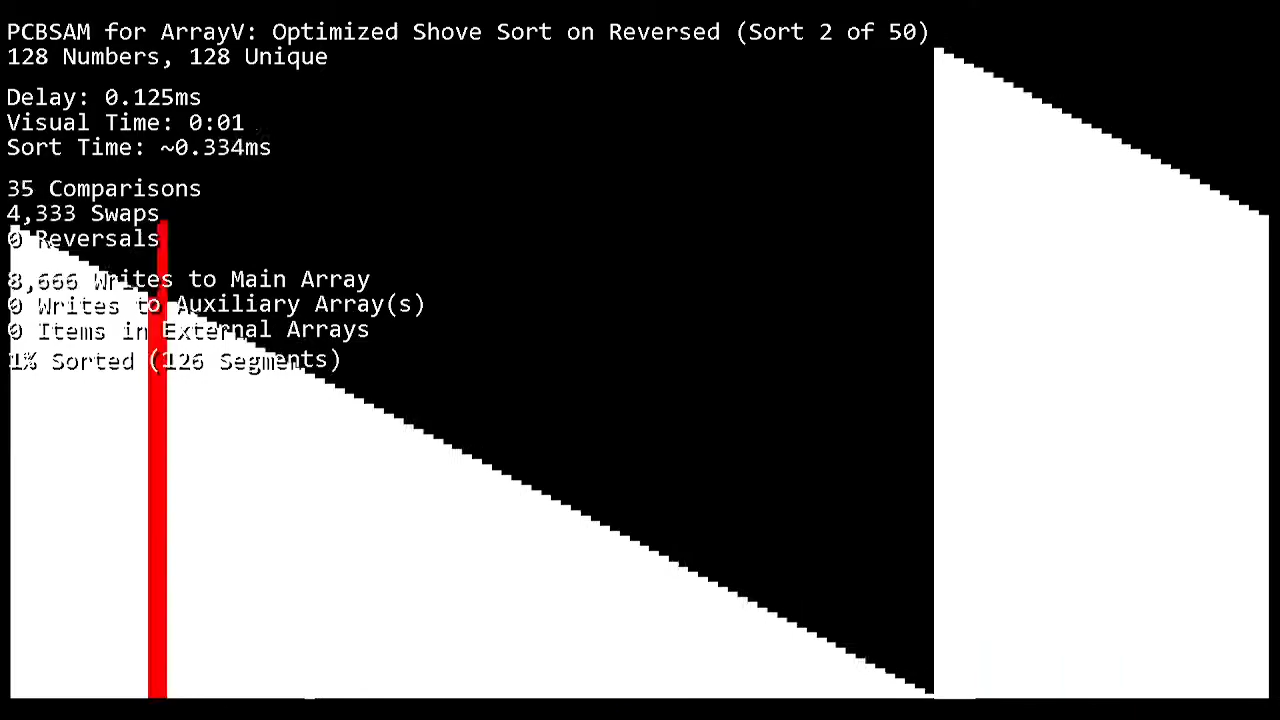 PCBSAM for ArrayV: Optimized Shove Sort on Reversed (Sort 2 of 50)
128 Numbers, 128 Unique
Delay: 0.125ms
Visual Time: 0:01
Sort Time: ~0.334ms
35 Comparisons
4,333 Swaps
0 Reversals
8,666 Writes to Main Array
0 Writes to Auxiliary Array(s)
0 Items in External Arrays
1% Sorted (126 Segments)